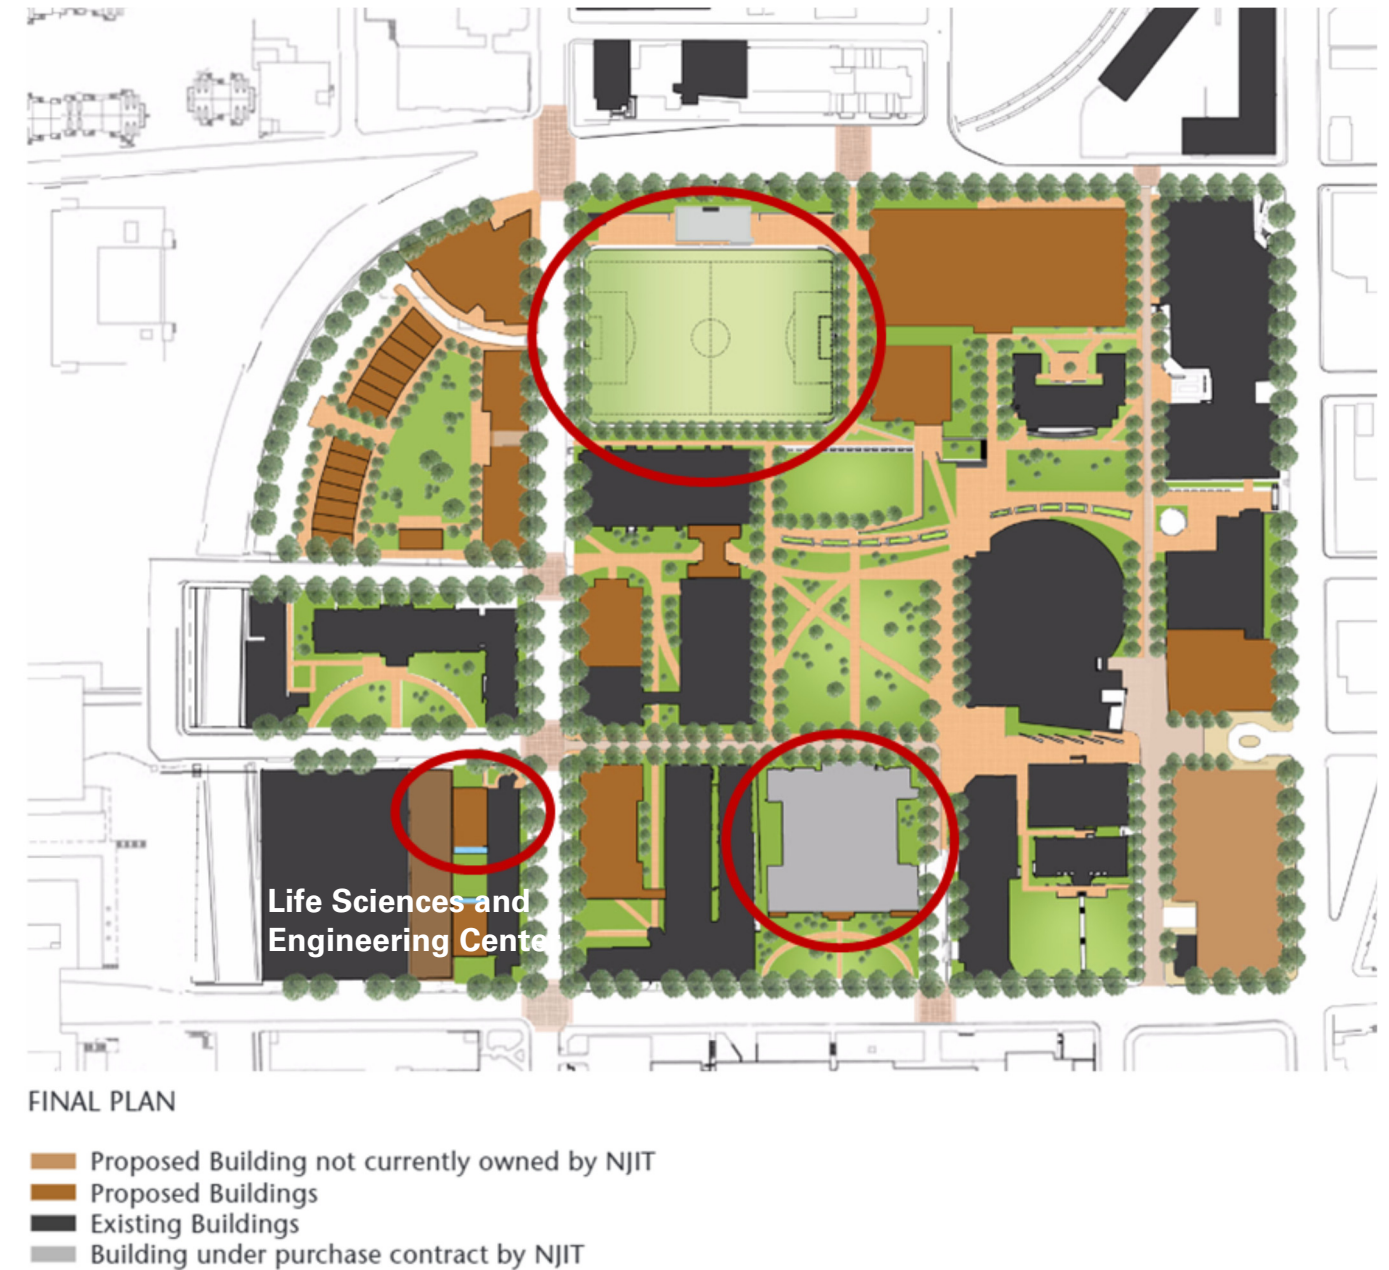 Life Sciences and
Engineering Cente
FINAL PLAN
Proposed Building not currently owned by NJIT
Proposed Buildings
Existing Buildings
Building under purchase contract by NJIT